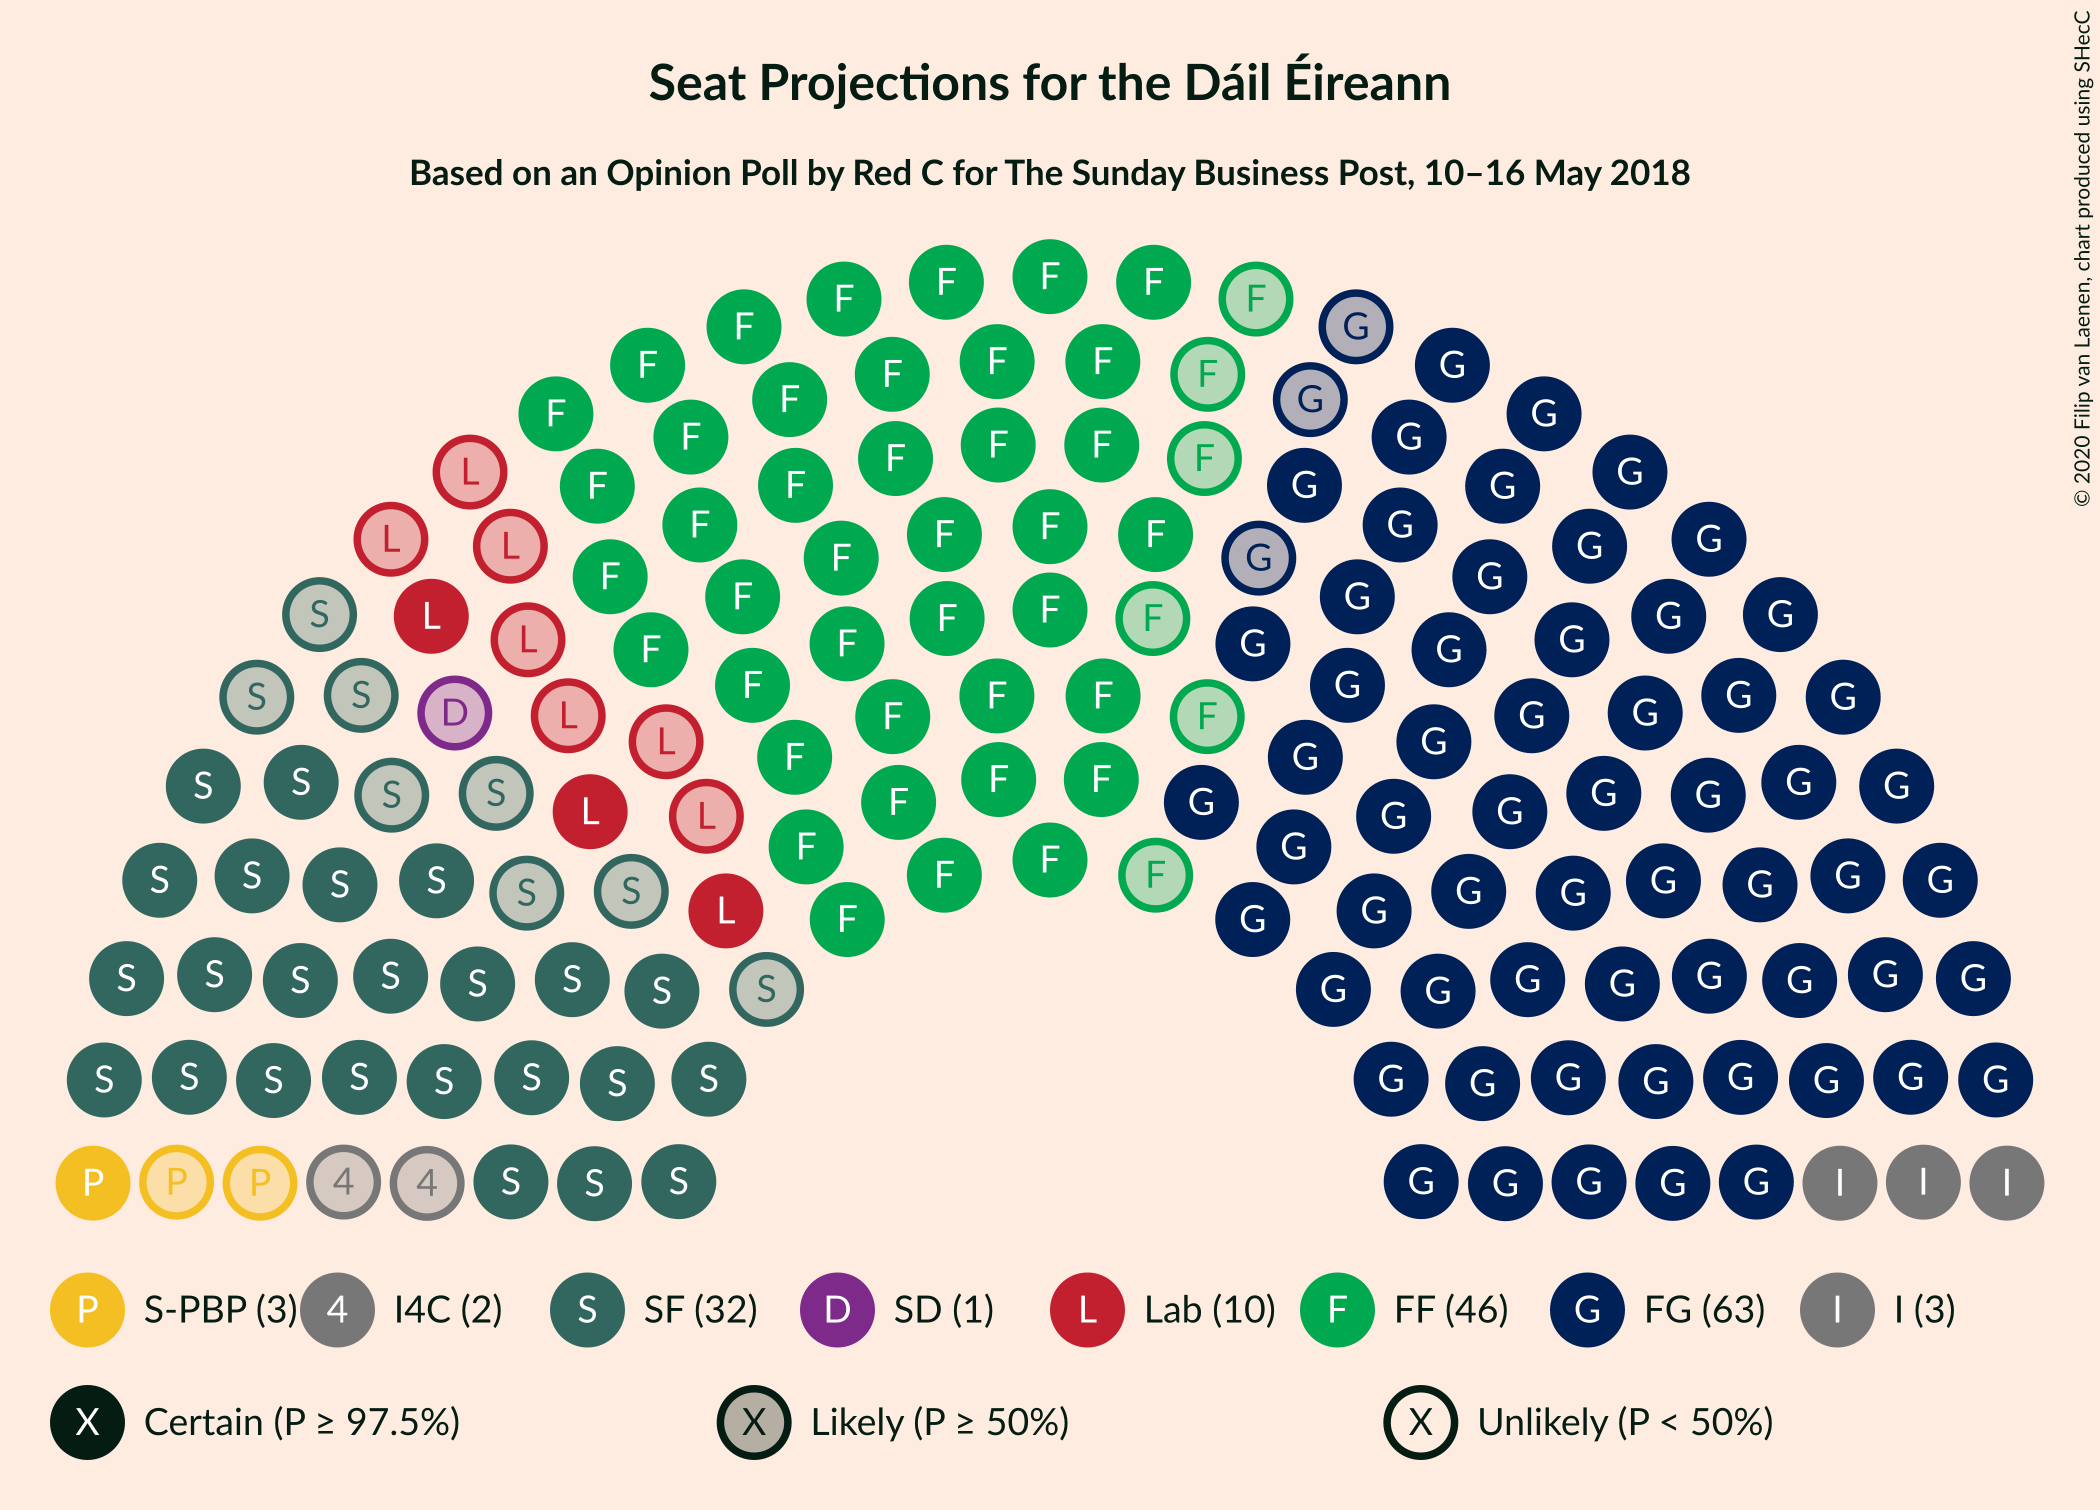 Seat Projections for the Dáil Éireann
Based on an Opinion Poll by Red C for The Sunday Business Post, 10–16 May 2018
© 2020 Filip van Laenen, chart produced using SHecC
F F F F F
F G
F F F F F G G
F F F F F G G G
F F F F F G G G
L F F F F G G G
L L F F F F G G G G
S L L F F F F G G G G G
S S D L L F F F F F G G G G G G
S S S S L L F F F F G G G G G G G
S S S S S S L F F F F F G G G G G G G G
S S S S S S S S G G G G G G G G
S S S S S S S S G G G G G G G G
P P P 4 4 S S S G G G G G I I I
P S-PBP (3) 4 I4C (2) S SF (32) D SD (1) L Lab (10) F FF (46) G FG (63) I I (3)
X Certain (P ≥ 97.5%) X Likely (P ≥ 50%) X Unlikely (P < 50%)